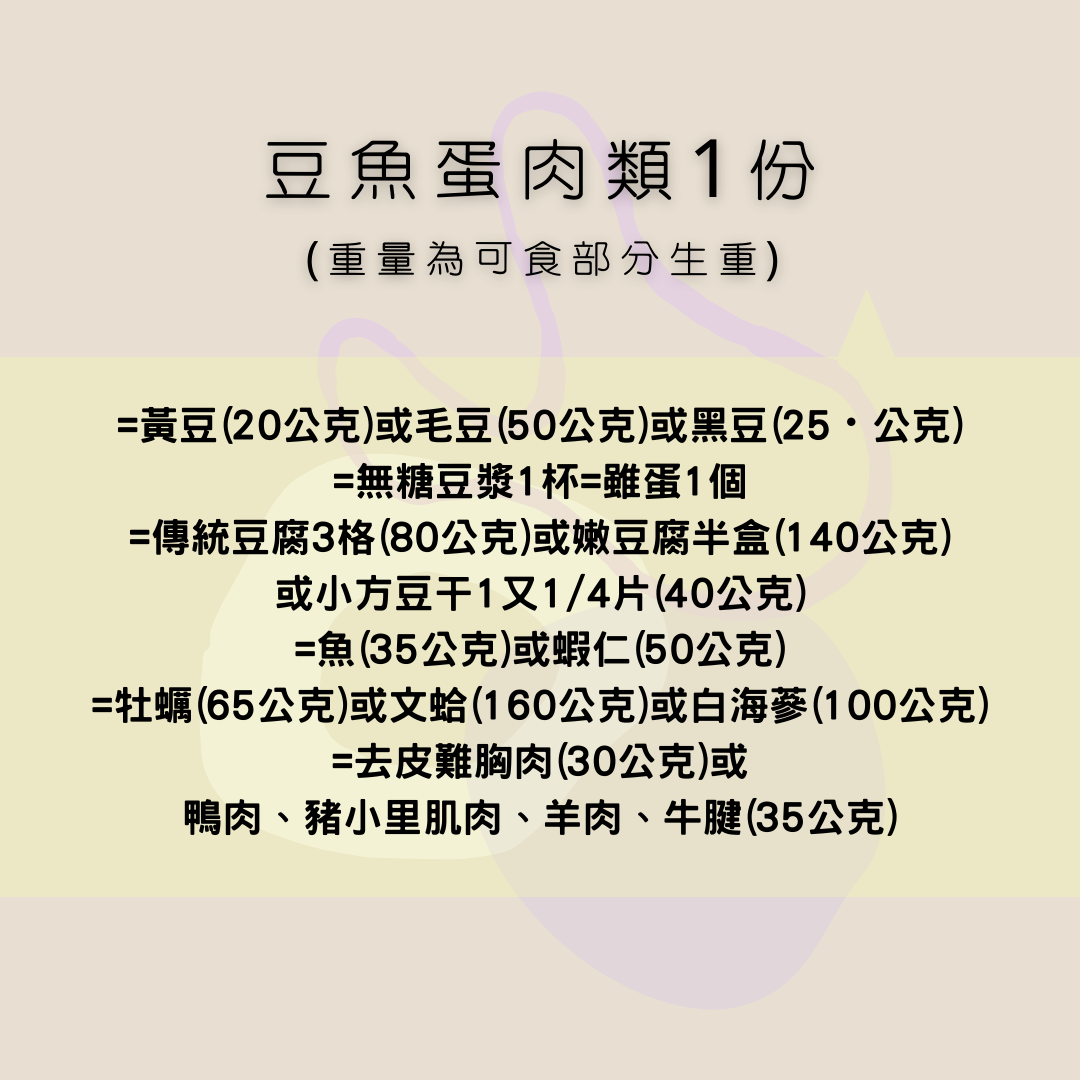 豆魚蛋肉類1份
(重量為可食部分生重)
=黃豆(20公克)或毛豆(50公克)或黑豆(25・公克)
=無糖豆漿1杯=雖蛋1個
=傳統豆腐3格(80公克)或嫩豆腐半盒(140公克)
或小方豆干1又1/4片(40公克)
=魚(35公克)或蝦仁(50公克)
=牡蠣(65公克)或文蛤(160公克)或白海蔘(100公克)
=去皮難胸肉(30公克)或
鴨肉、豬小里肌肉、羊肉、牛腱(35公克)